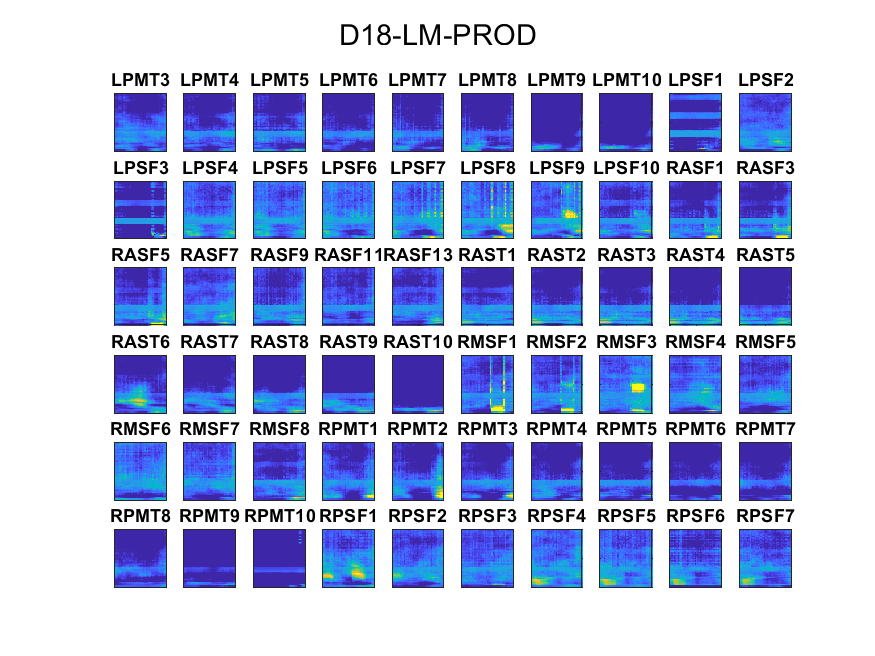 D18-LM-PROD
LPMT3 LPMT4 LPMT5 LPMT6 LPMT7 LPMT8 LPMT9 LPMT10 LPSF1 LPSF2
LPSF3 LPSF4 LPSF5 LPSF6 LPSF7 LPSF8 LPSF9 LPSF10 RASF1 RASF3
RASF5 RASF7 RASF9 RASF11 RASF13 RAST1 RAST2 RAST3 RAST4 RAST5
RAST6 RAST7 RAST8 RAST9 RAST10 RMSF1 RMSF2 RMSF3 RMSF4 RMSF5
RMSF6 RMSF7 RMSF8 RPMT1 RPMT2 RPMT3 RPMT4 RPMT5 RPMT6 RPMT7
RPMT8 RPMT9 RPMT10 RPSF1 RPSF2 RPSF3 RPSF4 RPSF5 RPSF6 RPSF7